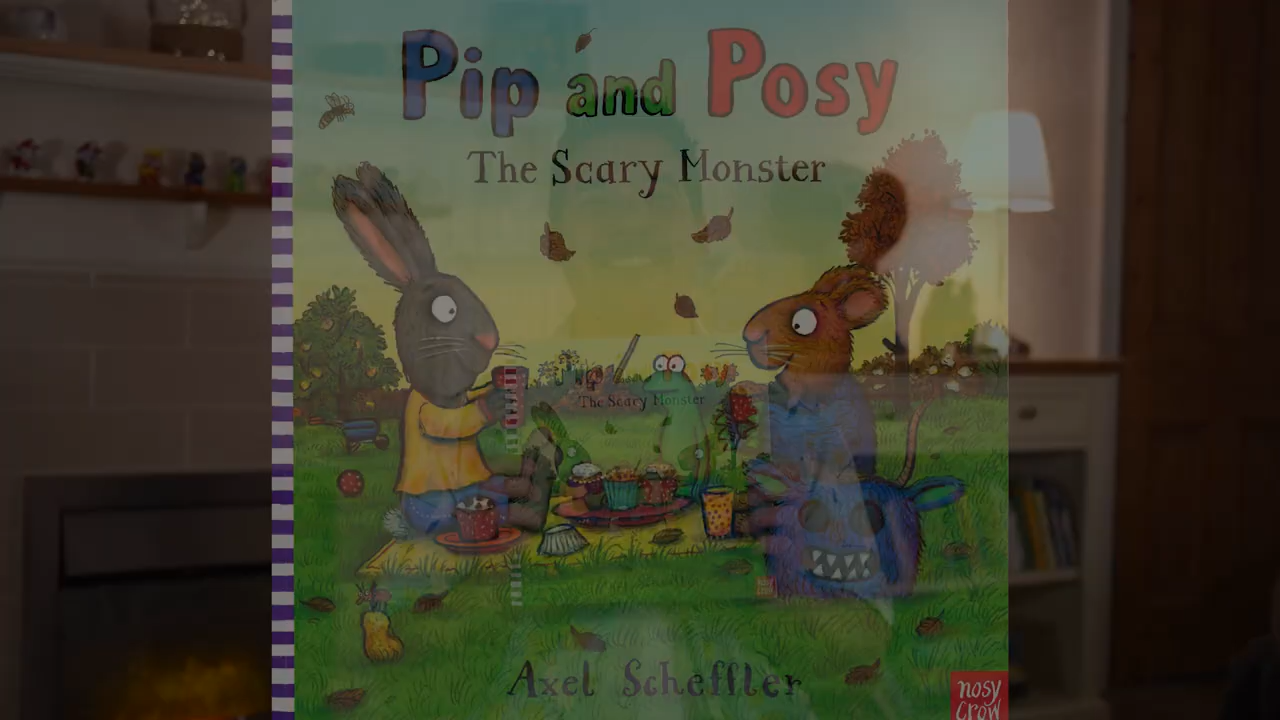 Pip and Posy
The Scary Monster
The Scary Monster
Axel Scheffler
nosy
crow